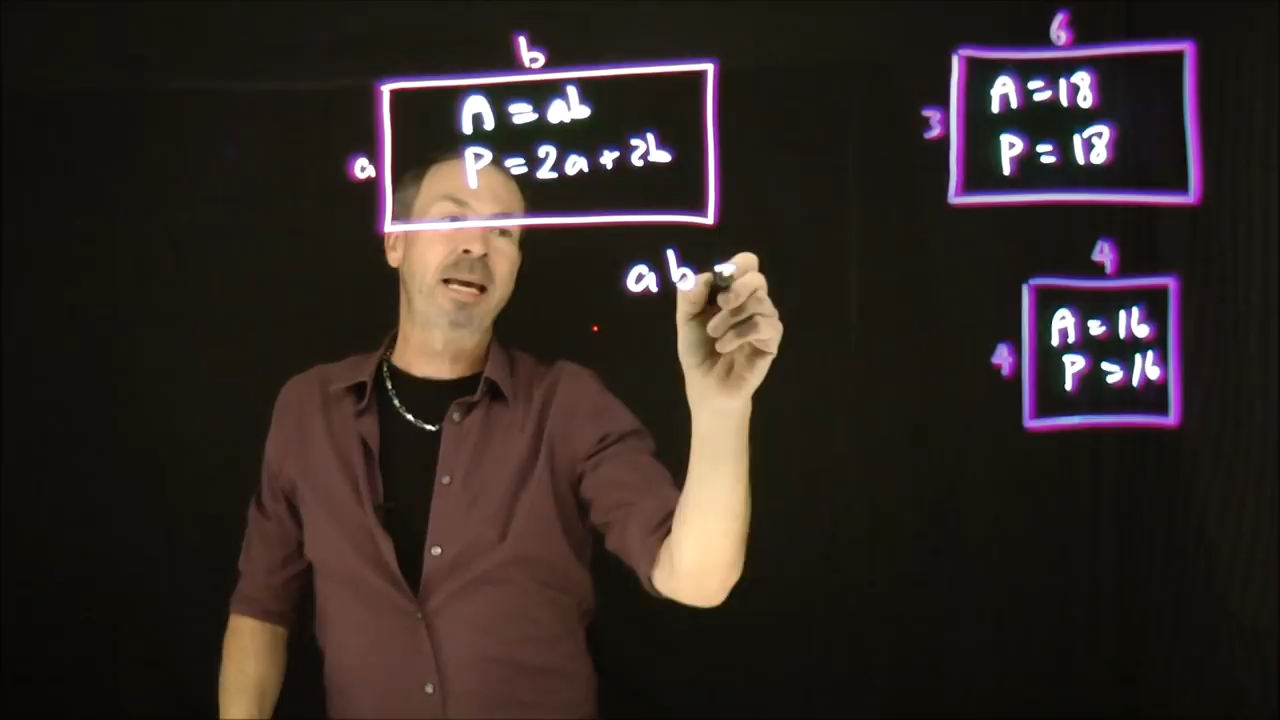 b
a
A = ab
P = 2a + 2b
ab =
6
3
A = 18
P = 18
4
4
A = 16
P = 16